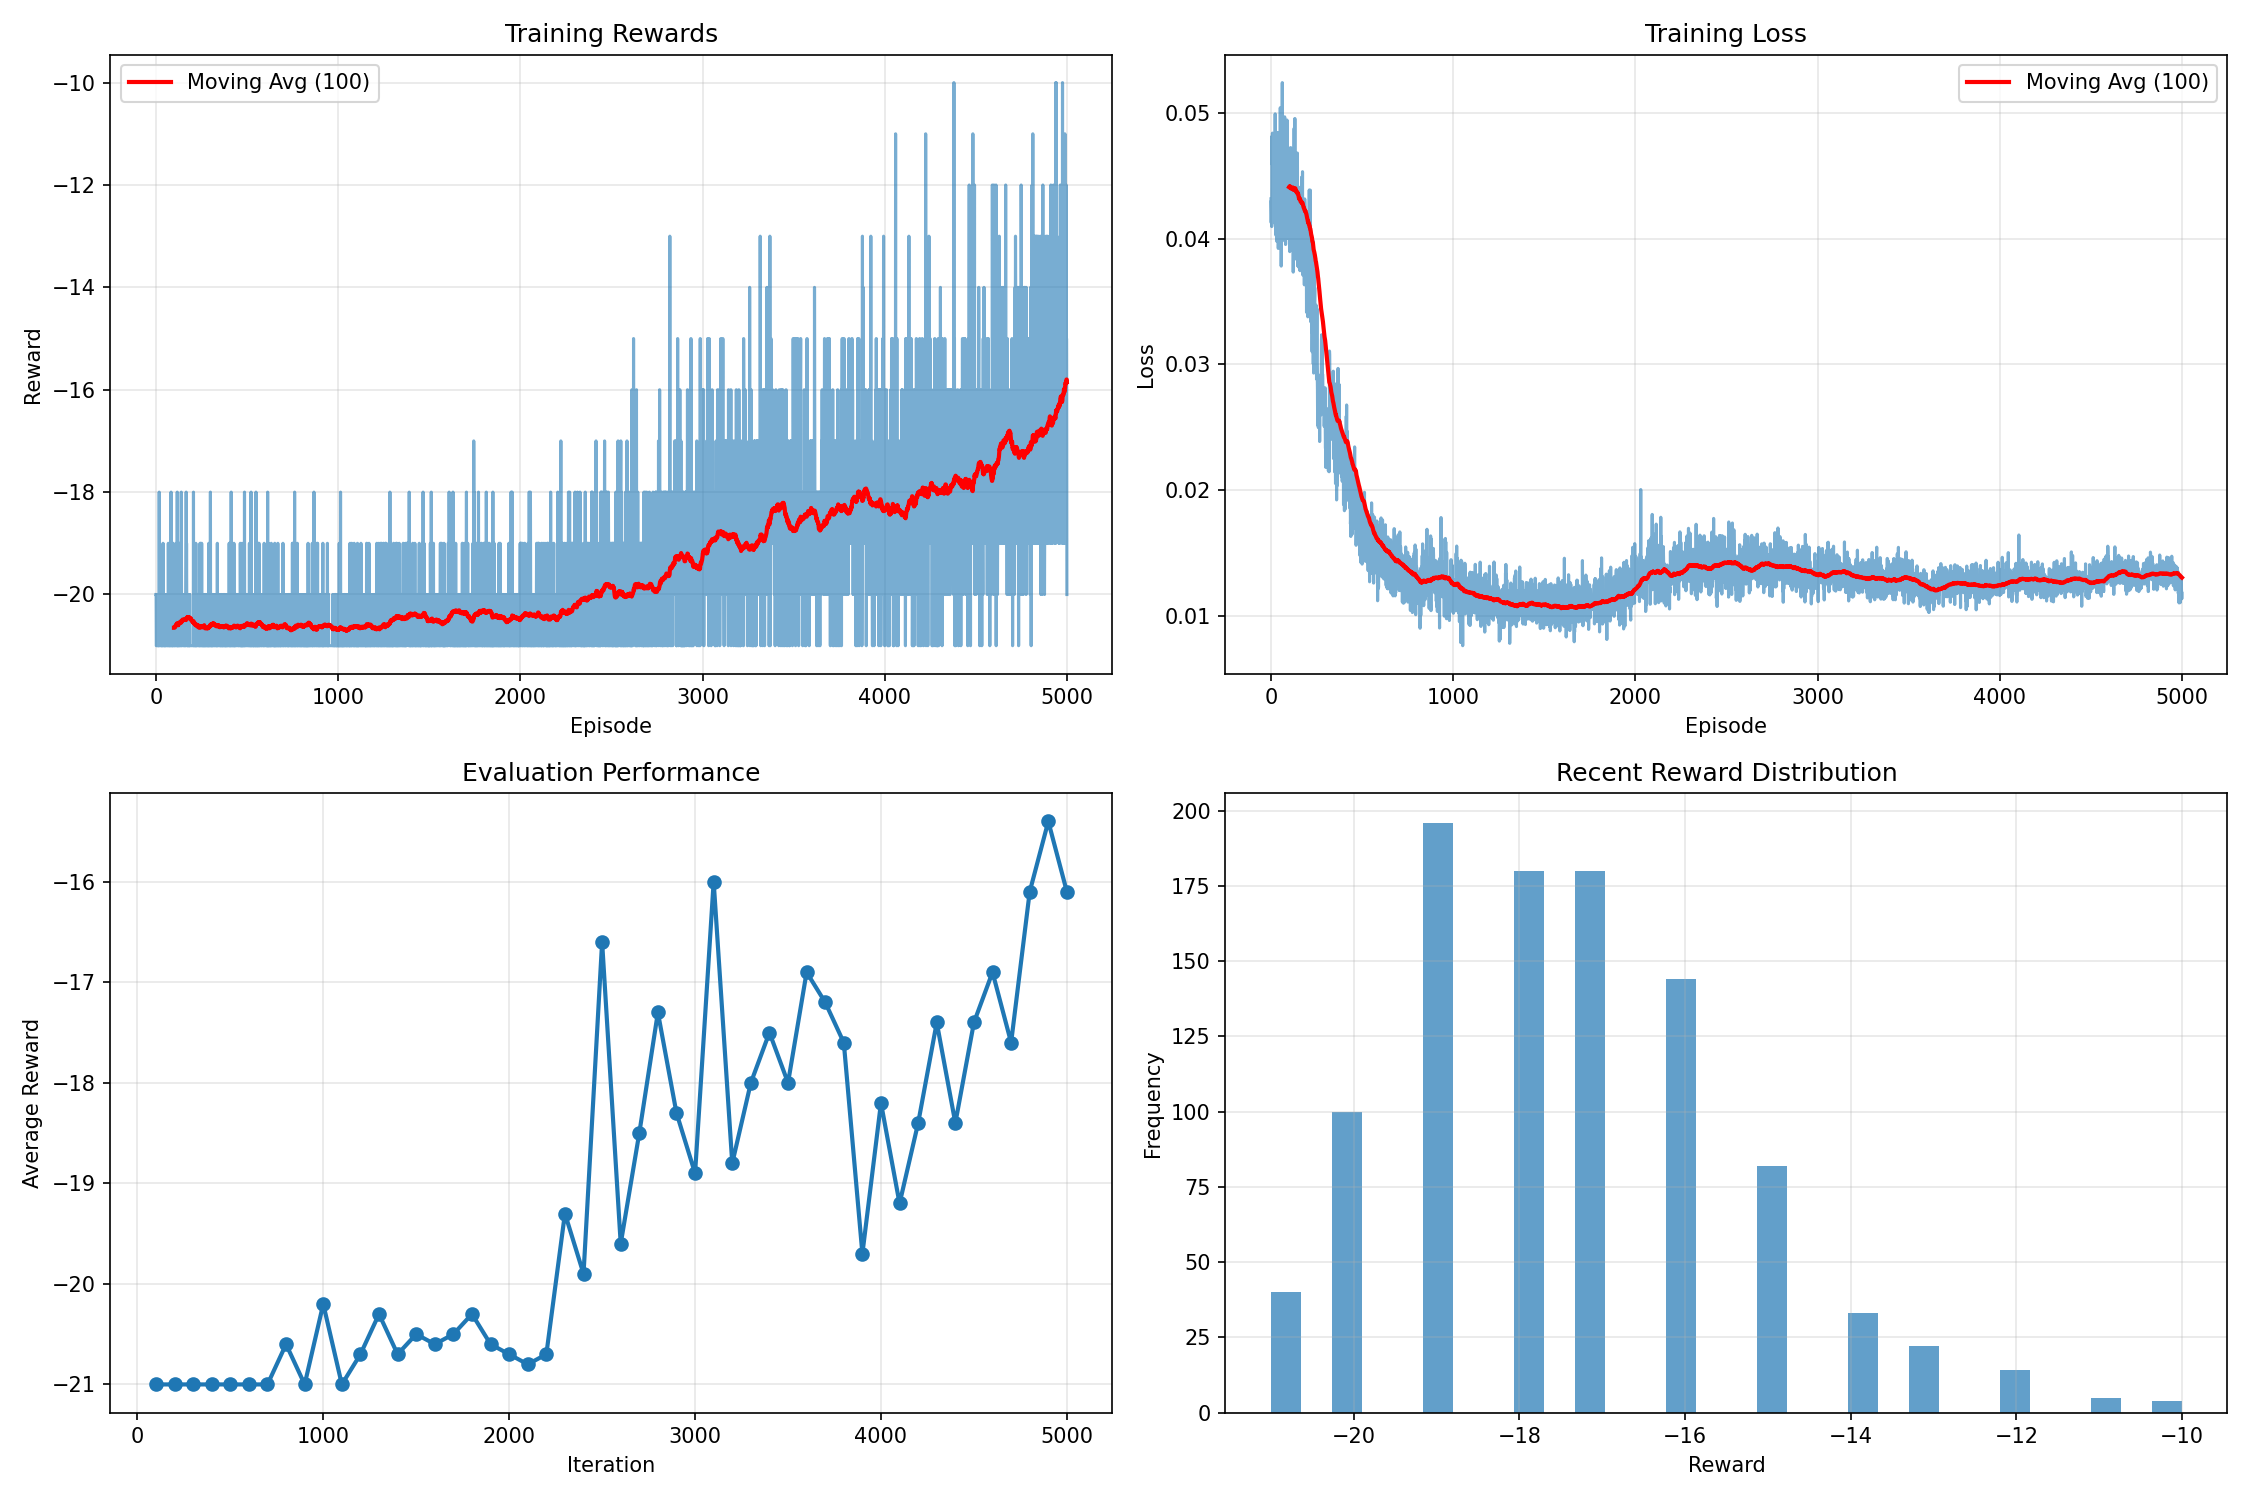 Training Rewards
Moving Avg (100)
−10
−12
−14
−16
−18
−20
Reward
0 1000 2000 3000 4000 5000
Episode
Training Loss
Moving Avg (100)
0.05
0.04
0.03
0.02
0.01
Loss
0 1000 2000 3000 4000 5000
Episode
Evaluation Performance
−16
−17
−18
−19
−20
−21
Average Reward
0 1000 2000 3000 4000 5000
Iteration
Recent Reward Distribution
200
175
150
125
100
75
50
25
0
Frequency
−20 −18 −16 −14 −12 −10
Reward